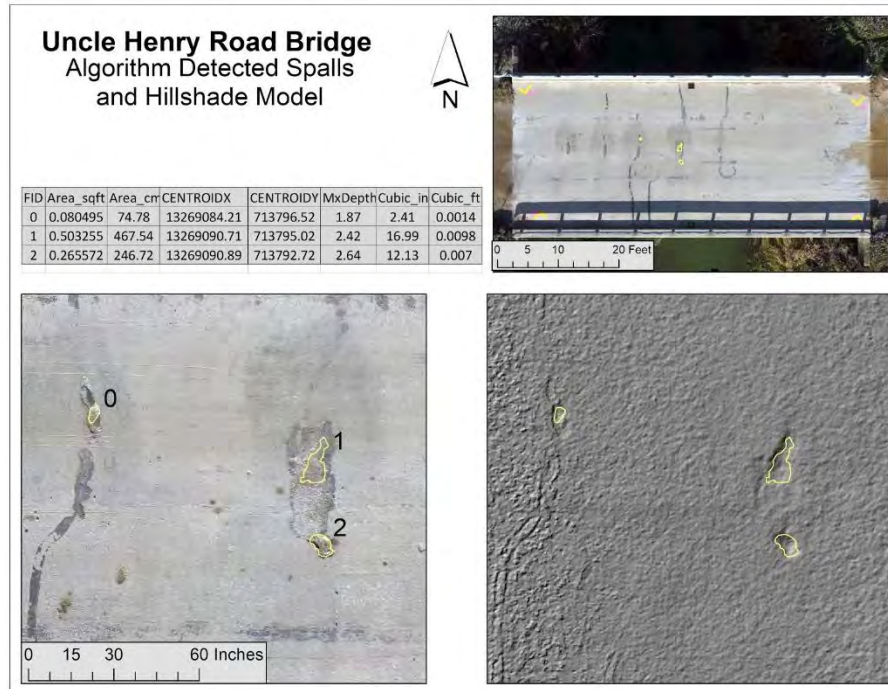 Uncle Henry Road Bridge
Algorithm Detected Spalls
and Hillshade Model
N
FID Area_sqft Area_cm CENTROIDX CENTROIDY MxDepth Cubic_in Cubic_ft
0 0.080495 74.78 13269084.21 713796.52 1.87 2.41 0.0014
1 0.503255 467.54 13269090.71 713795.02 2.42 16.99 0.0098
2 0.265572 246.72 13269090.89 713792.72 2.64 12.13 0.007
0 5 10 20 Feet
0
1
2
0 15 30 60 Inches